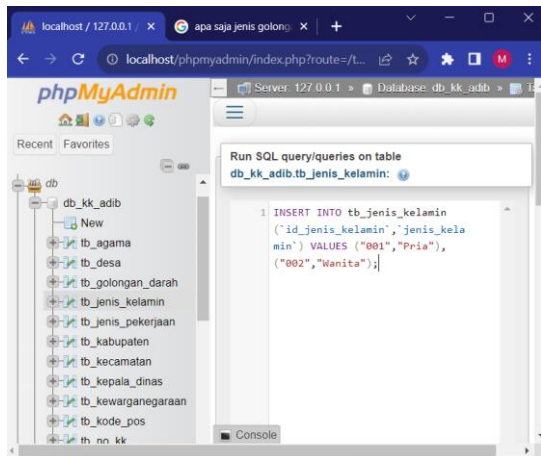 localhost / 127.0.0.1 /
apa saja jenis golong
localhost/phpmyadmin/index.php?route=/t...
M
phpMyAdmin
Server: 127.0.0.1 » Database: db_kk_adib »
Recent Favorites
Run SQL query/queries on table
db_kk_adib.tb_jenis_kelamin:
db
db_kk_adib
New
tb_agama
tb_desa
tb_golongan_darah
tb_jenis_kelamin
tb_jenis_pekerjaan
tb_kabupaten
tb_kecamatan
tb_kepala_dinas
tb_kewarganegaraan
tb_kode_pos
tb_no_kk
1 INSERT INTO tb_jenis_kelamin
(`id_jenis_kelamin`,`jenis_kela
min`) VALUES ("001","Pria"),
("002","Wanita");
Console